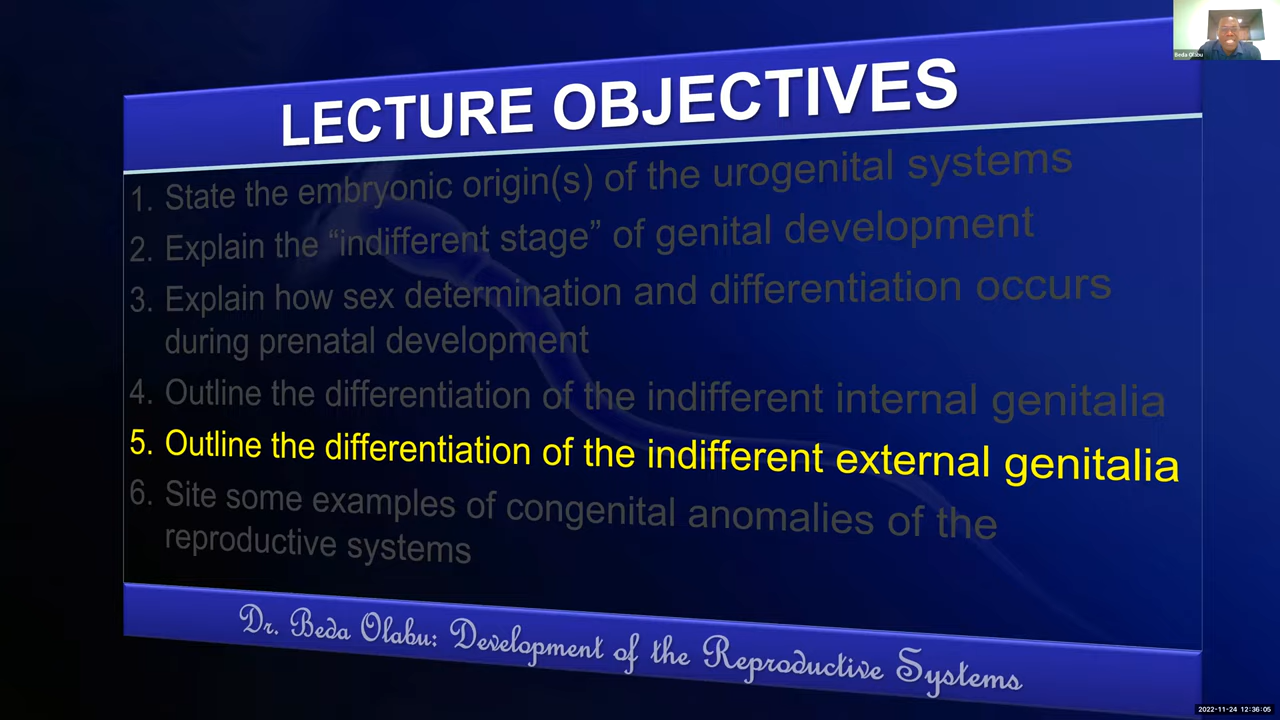 Beda Olabu
LECTURE OBJECTIVES
1. State the embryonic origin(s) of the urogenital systems
2. Explain the “indifferent stage” of genital development
3. Explain how sex determination and differentiation occurs
during prenatal development
4. Outline the differentiation of the indifferent internal genitalia
5. Outline the differentiation of the indifferent external genitalia
6. Site some examples of congenital anomalies of the
reproductive systems
Dr. Beda Olabu: Development of the Reproductive Systems
2022-11-24 12:36:05